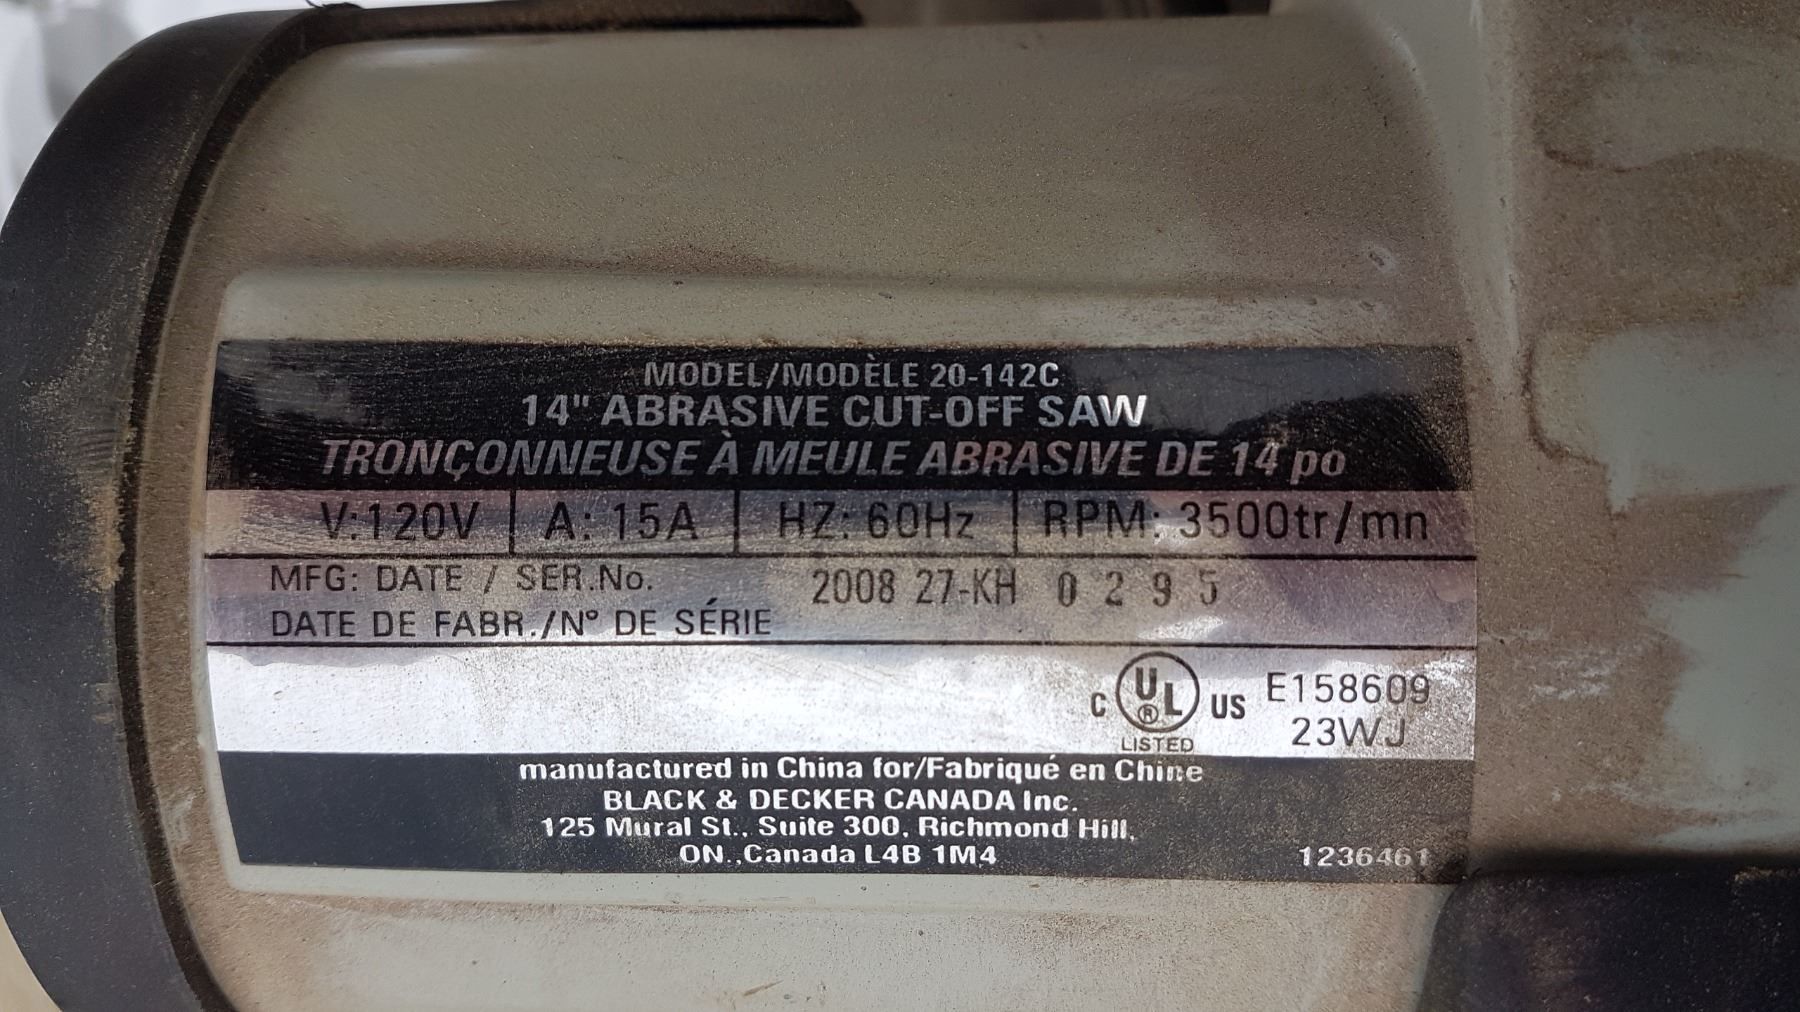 MODEL/MODÈLE 20-142C
14" ABRASIVE CUT-OFF SAW
TRONÇONNEUSE À MEULE ABRASIVE DE 14 po
V:120V A: 15A HZ: 60Hz RPM: 3500tr/mn
MFG: DATE / SER.No. 2008 27-KH 0 2 9 5
DATE DE FABR./Nº DE SÉRIE
C UL ® US E158609
LISTED 23WJ
manufactured in China for/Fabriqué en Chine
BLACK & DECKER CANADA Inc.
125 Mural St., Suite 300, Richmond Hill,
ON.,Canada L4B 1M4 1236461